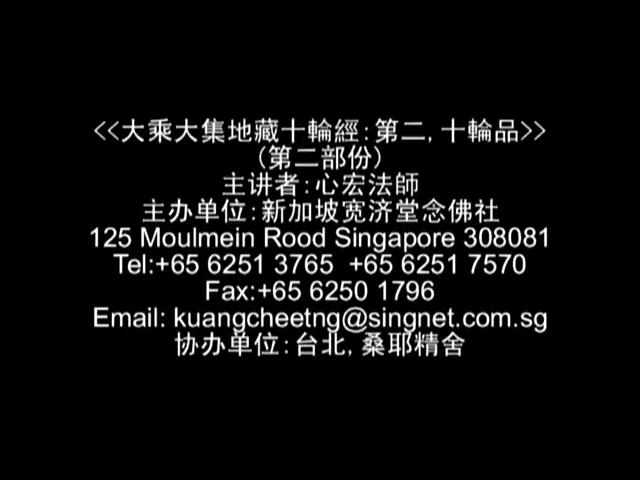 <<大乘大集地藏十輪經:第二,十輪品>>
(第二部份)
主讲者:心宏法師
主办单位:新加坡宽济堂念佛社
125 Moulmein Rood Singapore 308081
Tel:+65 6251 3765  +65 6251 7570
Fax:+65 6250 1796
Email: kuangcheetng@singnet.com.sg
协办单位:台北,桑耶精舍